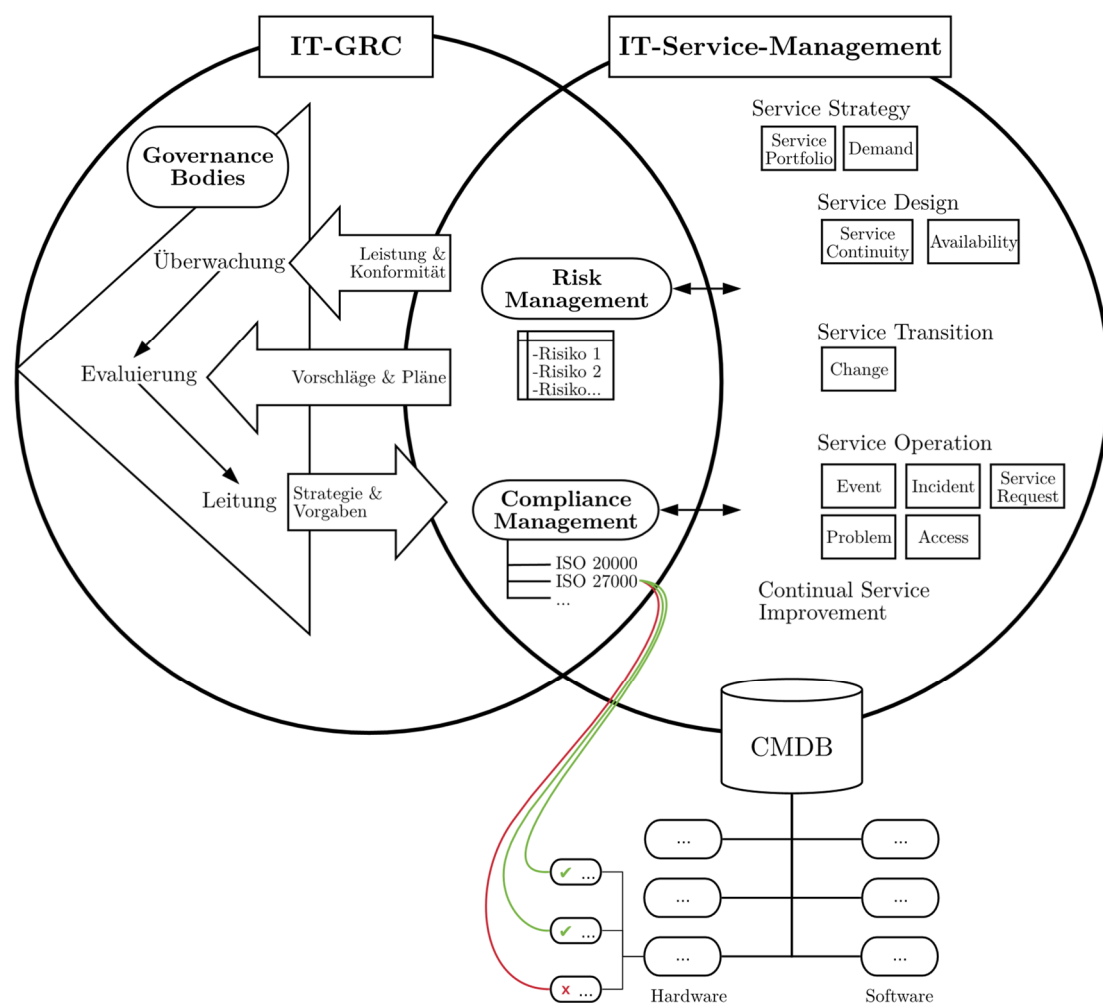 IT-GRC
IT-Service-Management
Governance
Bodies
Überwachung
Evaluierung
Leitung
Leistung &
Konformität
Vorschläge & Pläne
Strategie &
Vorgaben
Risk
Management
-Risiko 1
-Risiko 2
-Risiko...
Compliance
Management
ISO 20000
ISO 27000
...
Service Strategy
Service
Portfolio
Demand
Service Design
Service
Continuity
Availability
Service Transition
Change
Service Operation
Event
Incident
Service
Request
Problem
Access
Continual Service
Improvement
CMDB
...
...
...
...
...
...
✔ ...
✔ ...
x ...
Hardware
Software